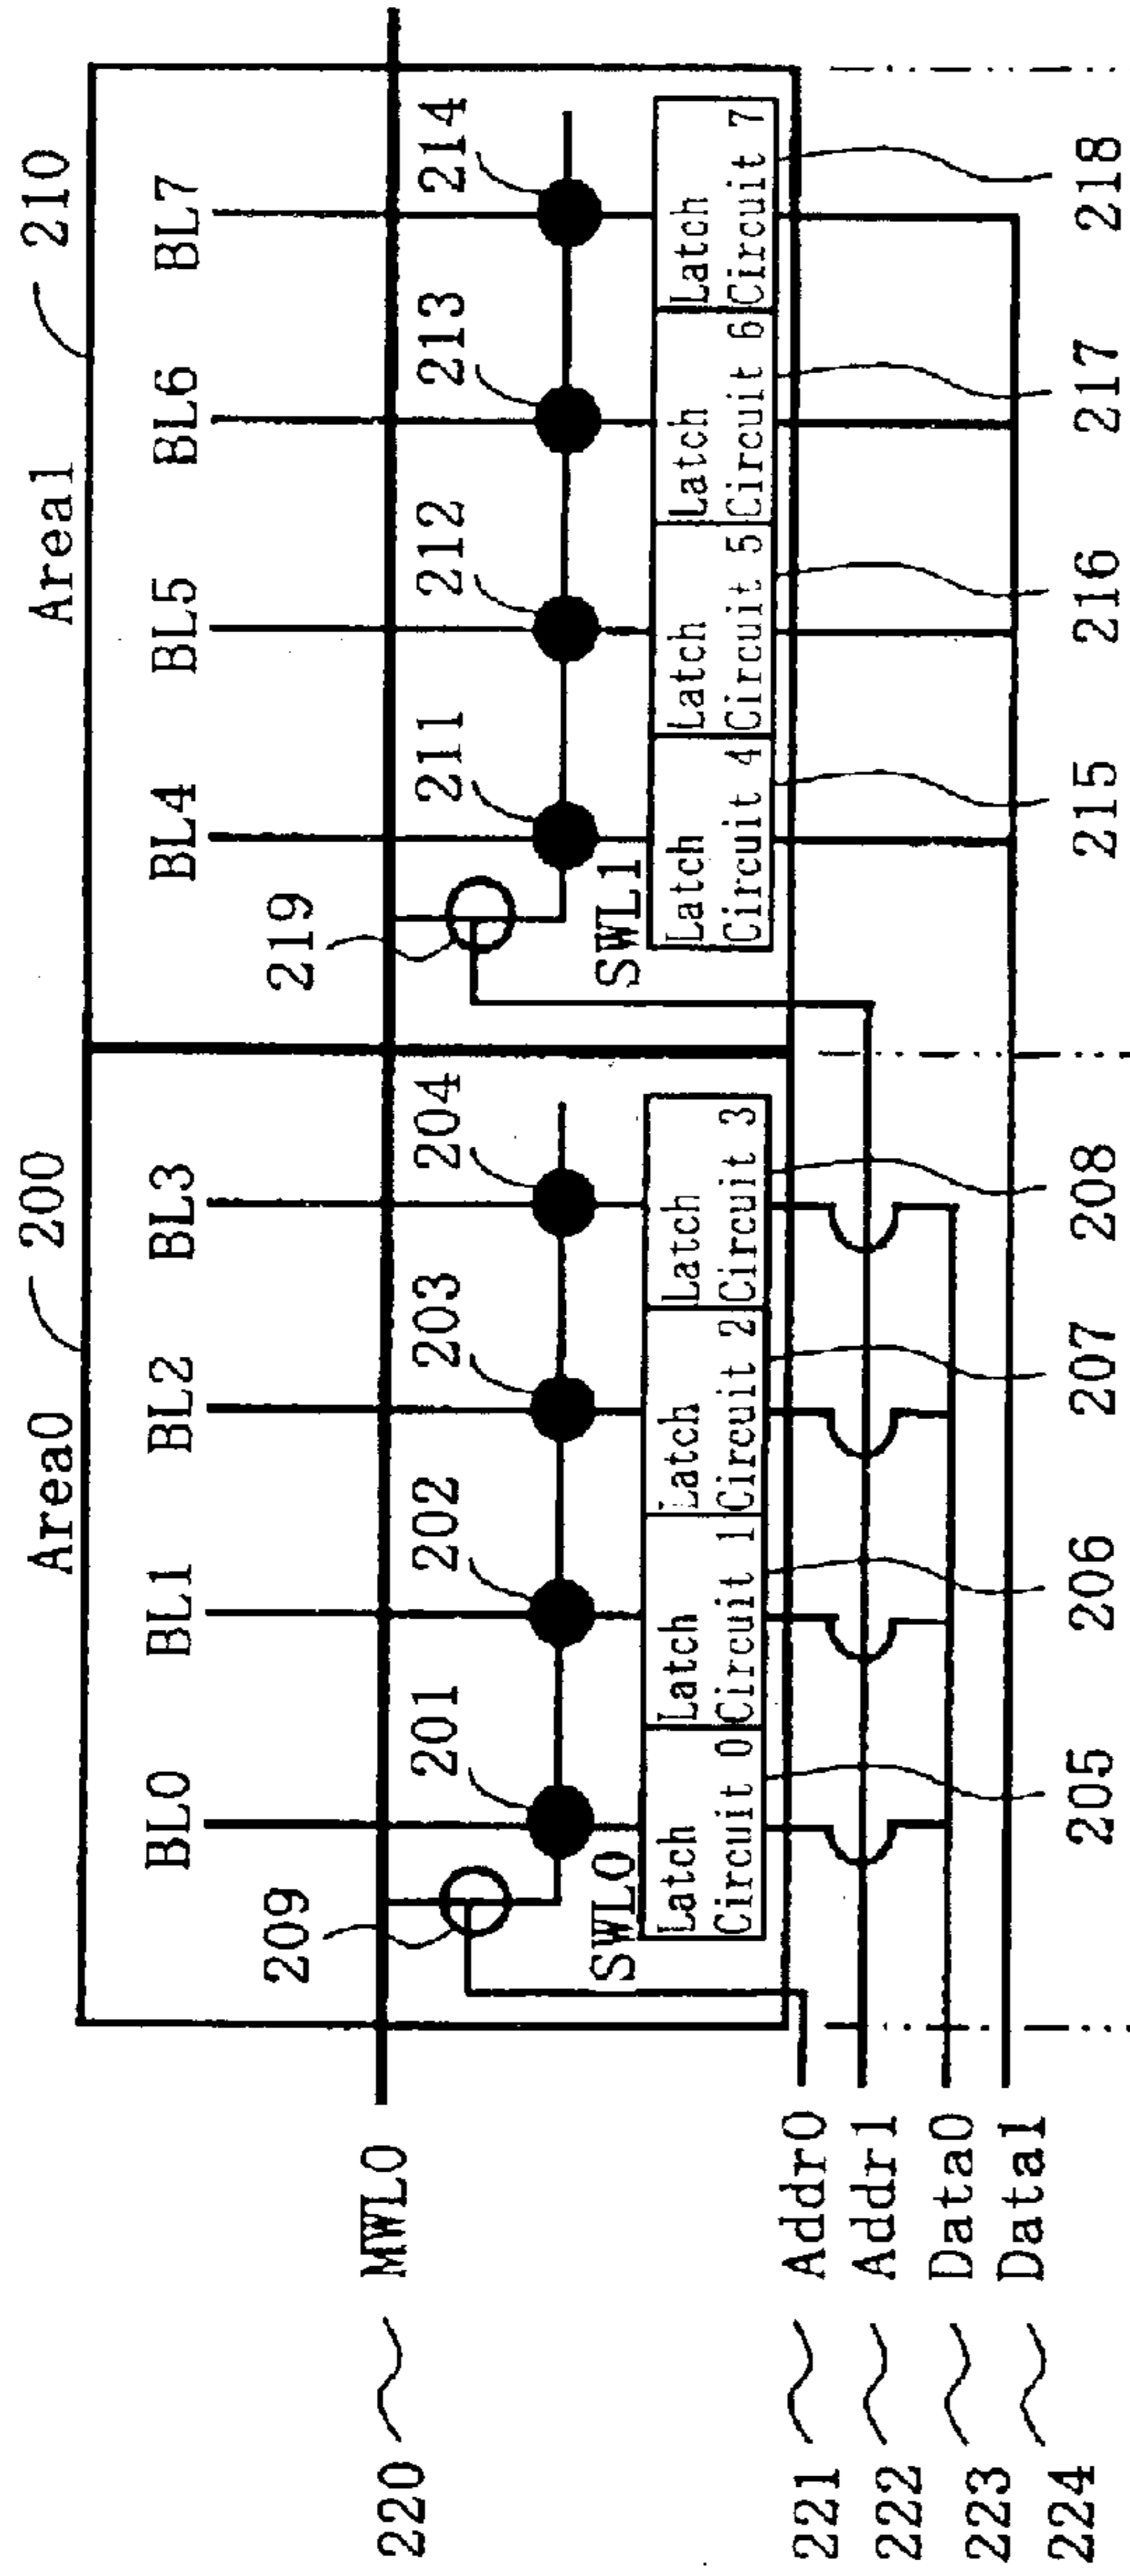 Area0 200
Area1 210
BL0 BL1 BL2 BL3 BL4 BL5 BL6 BL7
220 MWL0
209 201 202 203 204 219 211 212 213 214
SWL0 SWL1
Latch Circuit 0
Latch Circuit 1
Latch Circuit 2
Latch Circuit 3
Latch Circuit 4
Latch Circuit 5
Latch Circuit 6
Latch Circuit 7
221 Addr0
222 Addr1
223 Data0
224 Data1
205 206 207 208 215 216 217 218